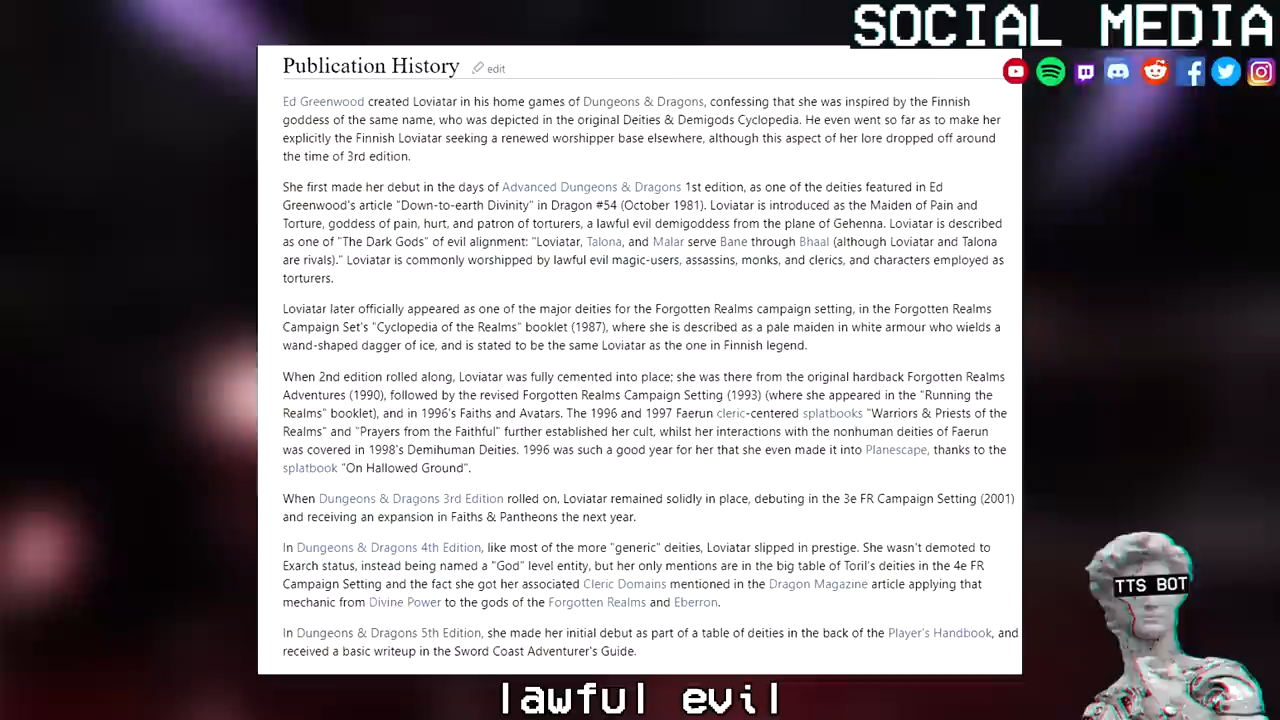 SOCIAL MEDIA
Publication History edit
Ed Greenwood created Loviatar in his home games of Dungeons & Dragons, confessing that she was inspired by the Finnish
goddess of the same name, who was depicted in the original Deities & Demigods Cyclopedia. He even went so far as to make her
explicitly the Finnish Loviatar seeking a renewed worshipper base elsewhere, although this aspect of her lore dropped off around
the time of 3rd edition.
She first made her debut in the days of Advanced Dungeons & Dragons 1st edition, as one of the deities featured in Ed
Greenwood's article "Down-to-earth Divinity" in Dragon #54 (October 1981). Loviatar is introduced as the Maiden of Pain and
Torture, goddess of pain, hurt, and patron of torturers, a lawful evil demigoddess from the plane of Gehenna. Loviatar is described
as one of "The Dark Gods" of evil alignment: "Loviatar, Talona, and Malar serve Bane through Bhaal (although Loviatar and Talona
are rivals)." Loviatar is commonly worshipped by lawful evil magic-users, assassins, monks, and clerics, and characters employed as
torturers.
Loviatar later officially appeared as one of the major deities for the Forgotten Realms campaign setting, in the Forgotten Realms
Campaign Set's "Cyclopedia of the Realms" booklet (1987), where she is described as a pale maiden in white armour who wields a
wand-shaped dagger of ice, and is stated to be the same Loviatar as the one in Finnish legend.
When 2nd edition rolled along, Loviatar was fully cemented into place; she was there from the original hardback Forgotten Realms
Adventures (1990), followed by the revised Forgotten Realms Campaign Setting (1993) (where she appeared in the "Running the
Realms" booklet), and in 1996's Faiths and Avatars. The 1996 and 1997 Faerun cleric-centered splatbooks "Warriors & Priests of the
Realms" and "Prayers from the Faithful" further established her cult, whilst her interactions with the nonhuman deities of Faerun
was covered in 1998's Demihuman Deities. 1996 was such a good year for her that she even made it into Planescape, thanks to the
splatbook "On Hallowed Ground".
When Dungeons & Dragons 3rd Edition rolled on, Loviatar remained solidly in place, debuting in the 3e FR Campaign Setting (2001)
and receiving an expansion in Faiths & Pantheons the next year.
In Dungeons & Dragons 4th Edition, like most of the more "generic" deities, Loviatar slipped in prestige. She wasn't demoted to
Exarch status, instead being named a "God" level entity, but her only mentions are in the big table of Toril's deities in the 4e FR
Campaign Setting and the fact she got her associated Cleric Domains mentioned in the Dragon Magazine article applying that
mechanic from Divine Power to the gods of the Forgotten Realms and Eberron.
In Dungeons & Dragons 5th Edition, she made her initial debut as part of a table of deities in the back of the Player's Handbook, and
received a basic writeup in the Sword Coast Adventurer's Guide.
TTS BOT
lawful evil